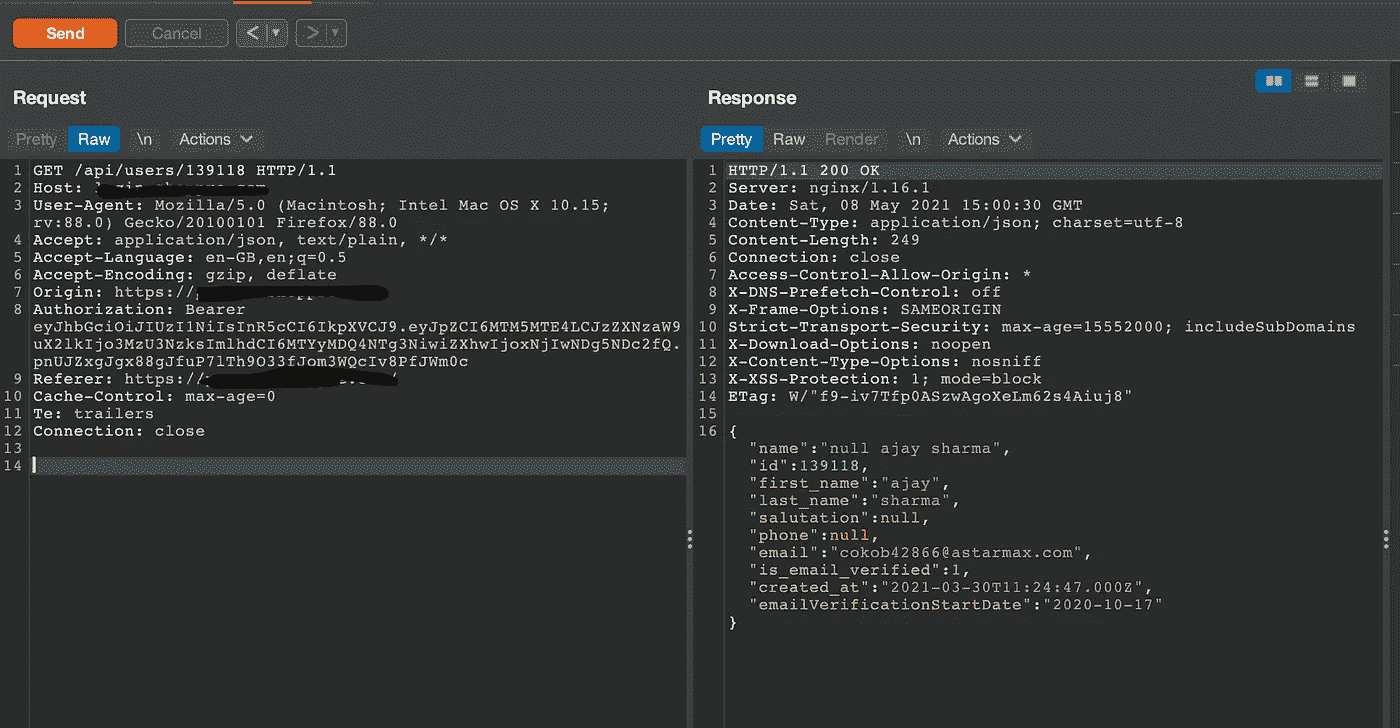 Send
Cancel
<
>
Request
Response
Pretty
Raw
\n
Actions
Pretty
Raw
Render
\n
Actions
1 GET /api/users/139118 HTTP/1.1
2 Host:
3 User-Agent: Mozilla/5.0 (Macintosh; Intel Mac OS X 10.15;
rv:88.0) Gecko/20100101 Firefox/88.0
4 Accept: application/json, text/plain, */*
5 Accept-Language: en-GB,en;q=0.5
6 Accept-Encoding: gzip, deflate
7 Origin: https://
8 Authorization: Bearer
eyJhbGciOiJIUzI1NiIsInR5cCI6IkpXVCJ9.eyJpZCI6MTM5MTE4LCJzZXNzaW9
uX2lkIjo3MzU3NzksImlhdCI6MTYyMDQ4NTg3NiwiZXhwIjoxNjIwNDg5NDc2fQ.
pnUJZxgJgx88gJfuP7lTh9O33fJom3WQcIv8PfJWm0c
9 Referer: https://
10 Cache-Control: max-age=0
11 Te: trailers
12 Connection: close
13
14
1 HTTP/1.1 200 OK
2 Server: nginx/1.16.1
3 Date: Sat, 08 May 2021 15:00:30 GMT
4 Content-Type: application/json; charset=utf-8
5 Content-Length: 249
6 Connection: close
7 Access-Control-Allow-Origin: *
8 X-DNS-Prefetch-Control: off
9 X-Frame-Options: SAMEORIGIN
10 Strict-Transport-Security: max-age=15552000; includeSubDomains
11 X-Download-Options: noopen
12 X-Content-Type-Options: nosniff
13 X-XSS-Protection: 1; mode=block
14 ETag: W/"f9-iv7Tfp0ASzwAgoXeLm62s4Aiuj8"
15
16 {
"name":"null ajay sharma",
"id":139118,
"first_name":"ajay",
"last_name":"sharma",
"salutation":null,
"phone":null,
"email":"cokob42866@astarmax.com",
"is_email_verified":1,
"created_at":"2021-03-30T11:24:47.000Z",
"emailVerificationStartDate":"2020-10-17"
}